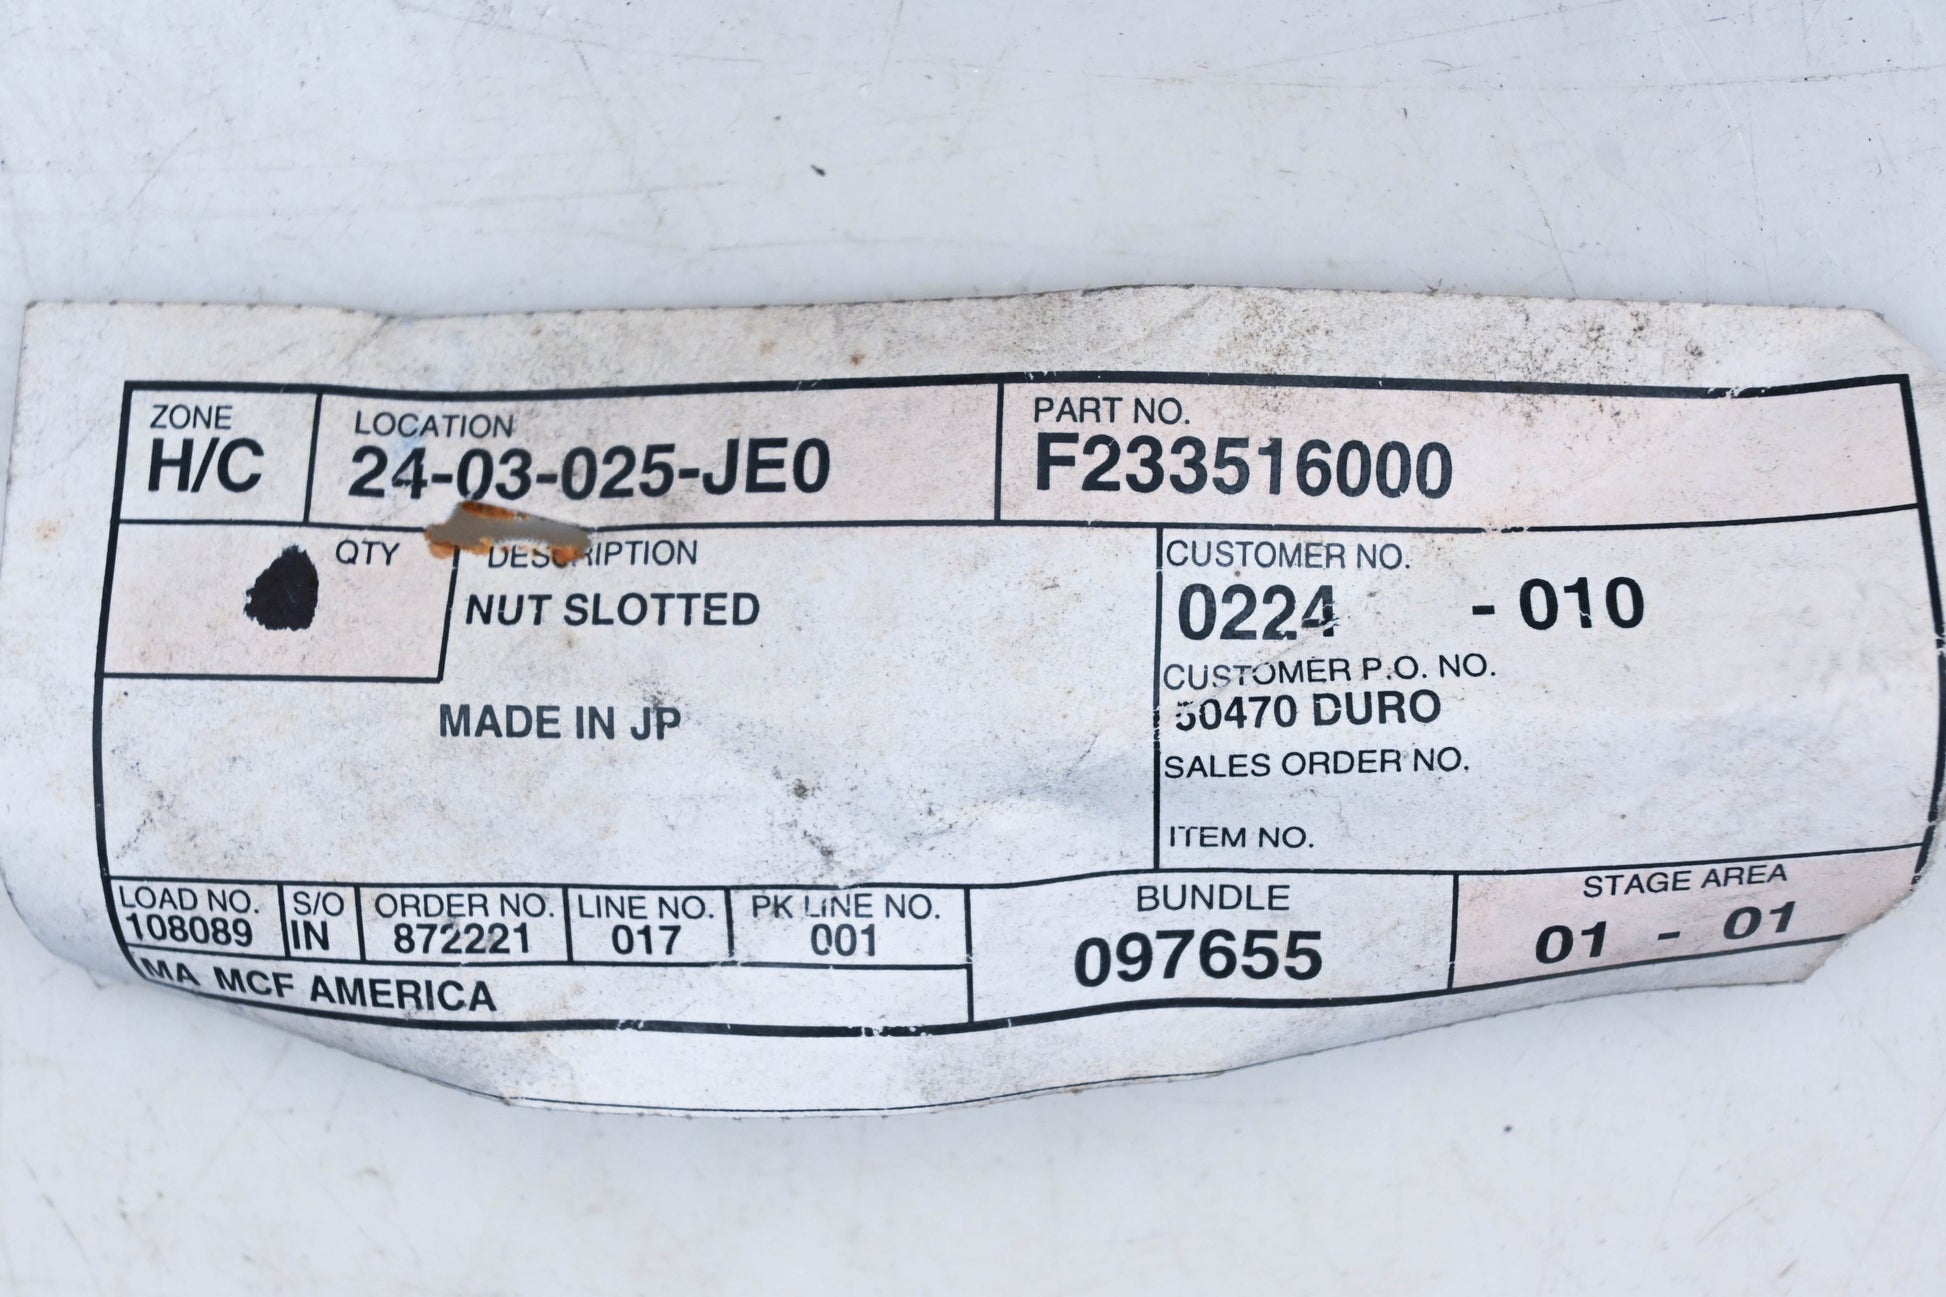 ZONE LOCATION PART NO.
H/C 24-03-025-JE0 F233516000
QTY DESCRIPTION CUSTOMER NO.
NUT SLOTTED 0224 - 010
CUSTOMER P.O. NO.
MADE IN JP 50470 DURO
SALES ORDER NO.
ITEM NO.
LOAD NO. S/O ORDER NO. LINE NO. PK LINE NO. BUNDLE STAGE AREA
108089 IN 872221 017 001 097655 01 - 01
MA MCF AMERICA